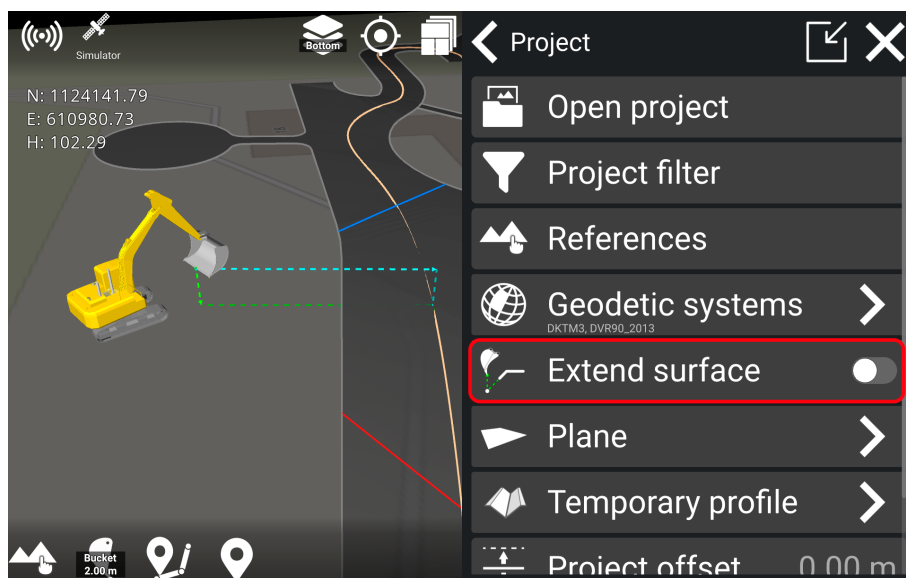 Simulator
Bottom
N: 1124141.79
E: 610980.73
H: 102.29
Bucket
2.00 m
Project
Open project
Project filter
References
Geodetic systems
DKTM3, DVR90_2013
Extend surface
Plane
Temporary profile
Project offset 0.00 m